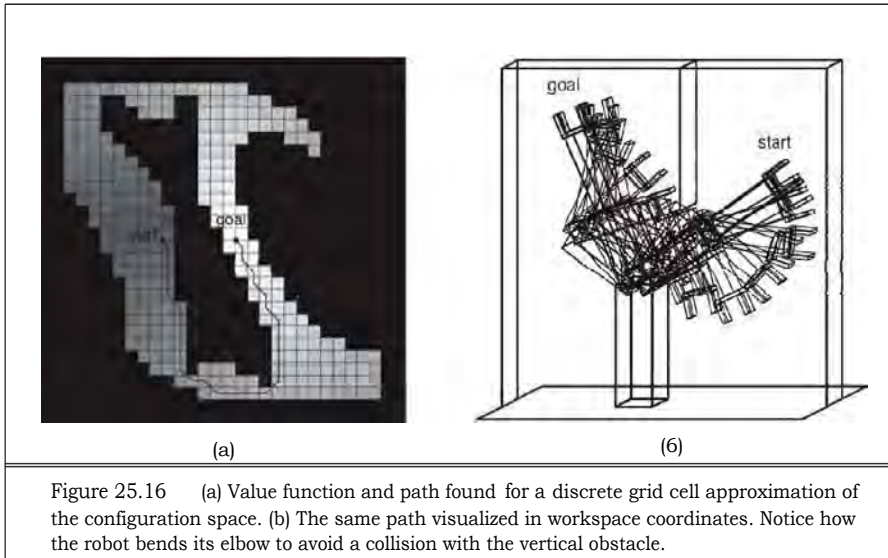 goal
goal
start
(a)
(6)
Figure 25.16 (a) Value function and path found for a discrete grid cell approximation of
the configuration space. (b) The same path visualized in workspace coordinates. Notice how
the robot bends its elbow to avoid a collision with the vertical obstacle.